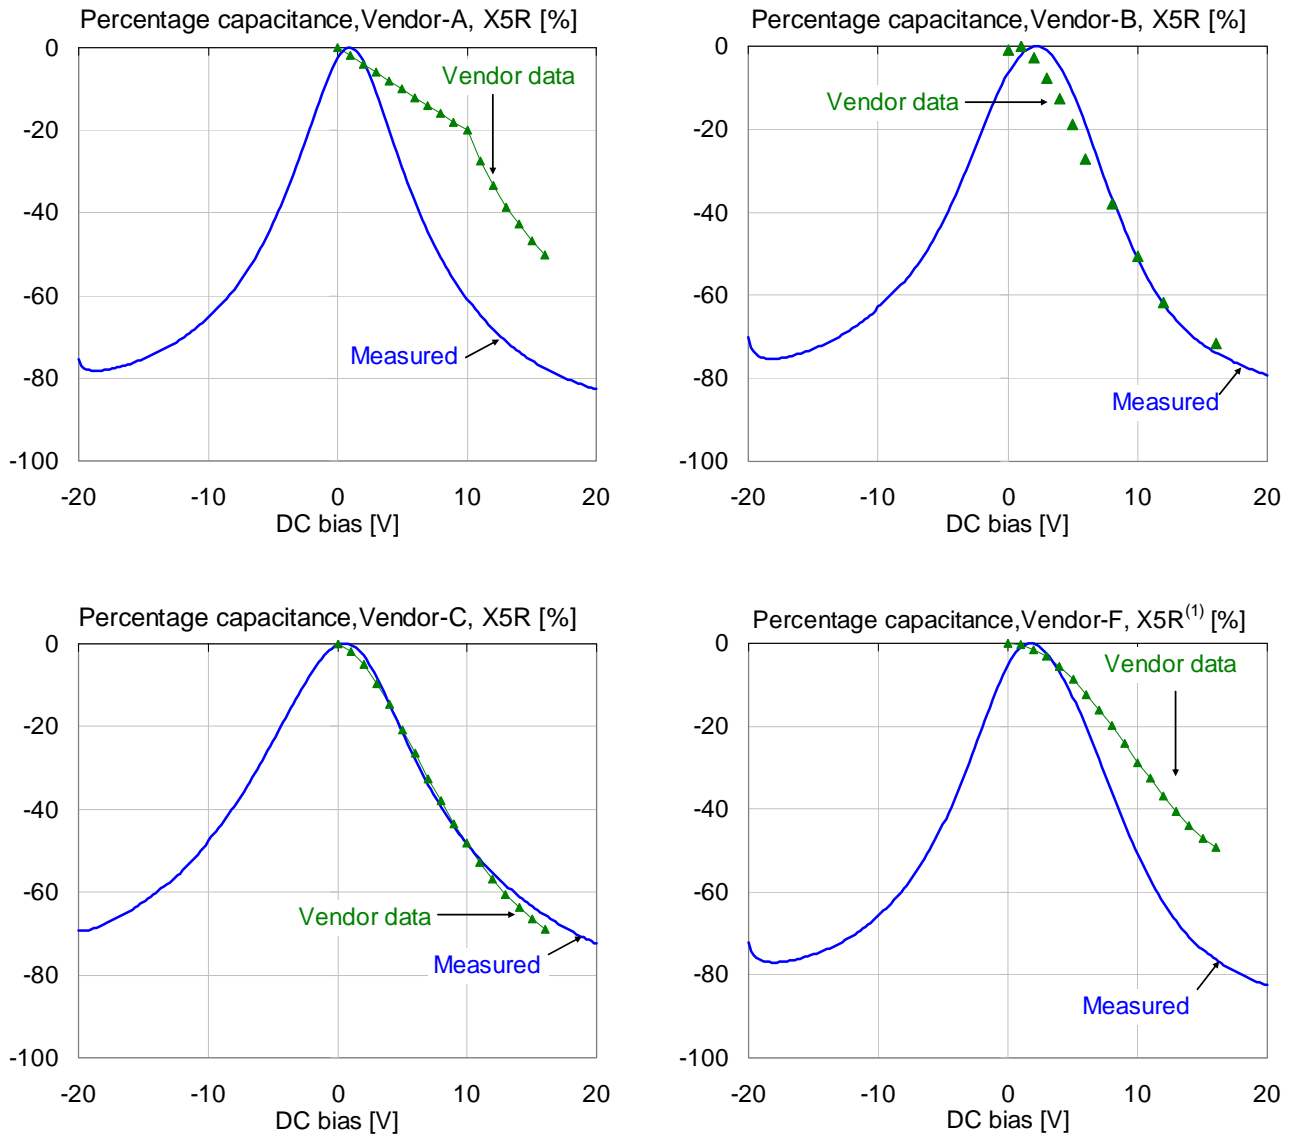 Percentage capacitance,Vendor-A, X5R [%]
0
-20
-40
-60
-80
-100
Vendor data
Measured
-20 -10 0 10 20
DC bias [V]
Percentage capacitance,Vendor-B, X5R [%]
0
-20
-40
-60
-80
-100
Vendor data
Measured
-20 -10 0 10 20
DC bias [V]
Percentage capacitance,Vendor-C, X5R [%]
0
-20
-40
-60
-80
-100
Vendor data
Measured
-20 -10 0 10 20
DC bias [V]
Percentage capacitance,Vendor-F, X5R(1) [%]
0
-20
-40
-60
-80
-100
Vendor data
Measured
-20 -10 0 10 20
DC bias [V]